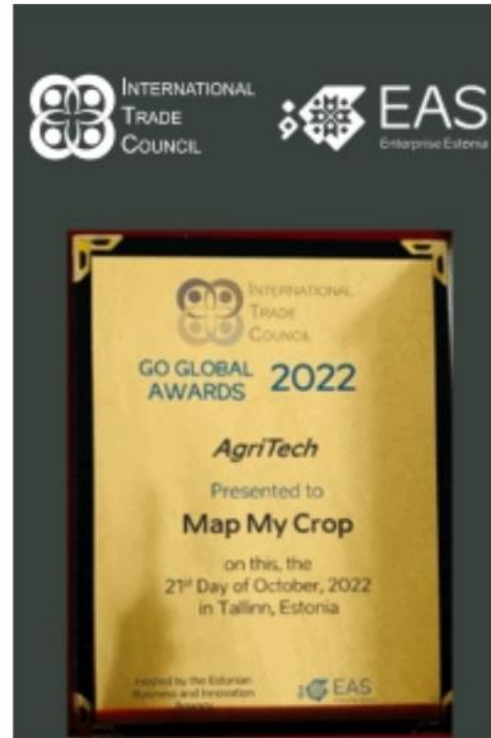 INTERNATIONAL
TRADE
COUNCIL
EAS
Enterprise Estonia
INTERNATIONAL
TRADE
COUNCIL
GO GLOBAL
AWARDS 2022
AgriTech
Presented to
Map My Crop
on this, the
21st Day of October, 2022
in Tallinn, Estonia
Hosted by the Estonian
Business and Innovation
Agency
EAS